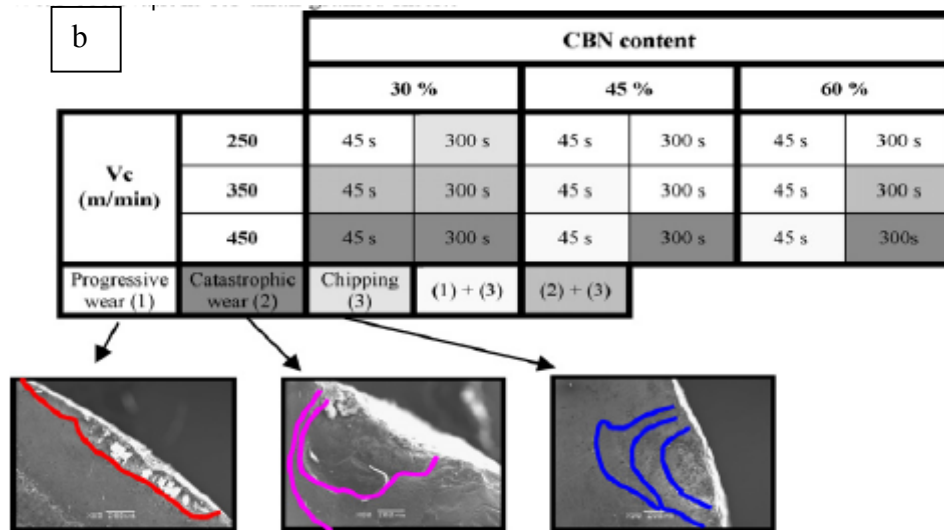 b
CBN content
30 % 45 % 60 %
Vc (m/min) 250 45 s 300 s 45 s 300 s 45 s 300 s
350 45 s 300 s 45 s 300 s 45 s 300 s
450 45 s 300 s 45 s 300 s 45 s 300s
Progressive wear (1) Catastrophic wear (2) Chipping (3) (1) + (3) (2) + (3)